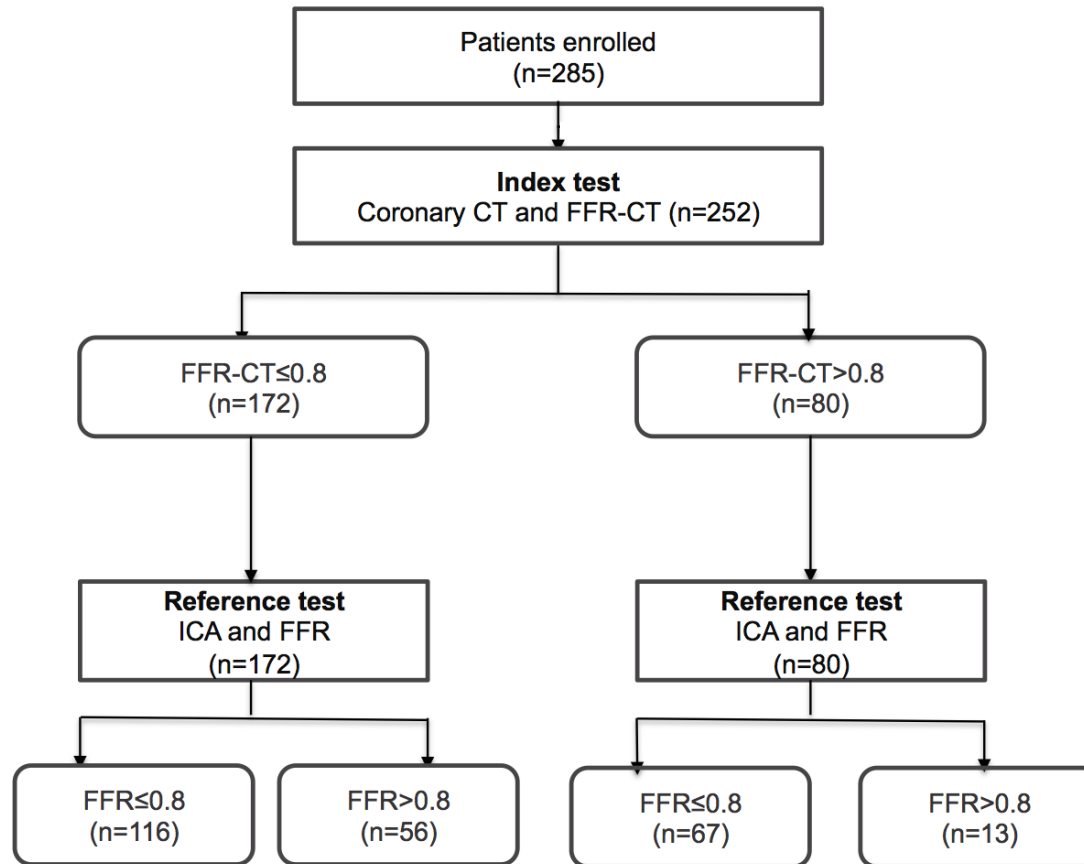 Patients enrolled
(n=285)
Index test
Coronary CT and FFR-CT (n=252)
FFR-CT≤0.8
(n=172)
FFR-CT>0.8
(n=80)
Reference test
ICA and FFR
(n=172)
Reference test
ICA and FFR
(n=80)
FFR≤0.8
(n=116)
FFR>0.8
(n=56)
FFR≤0.8
(n=67)
FFR>0.8
(n=13)